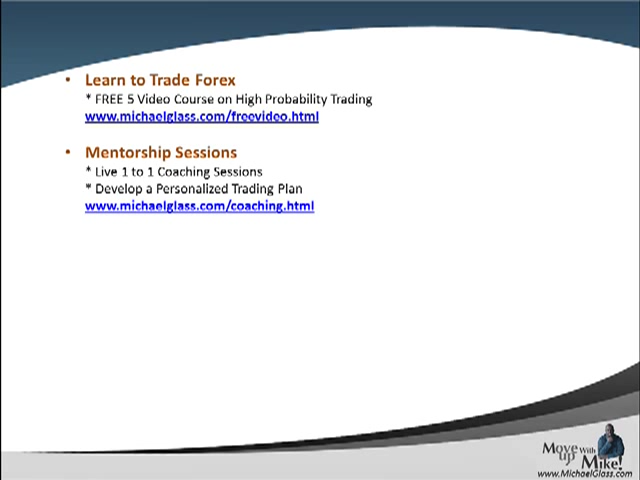 • Learn to Trade Forex
* FREE 5 Video Course on High Probability Trading
www.michaelglass.com/freevideo.html
• Mentorship Sessions
* Live 1 to 1 Coaching Sessions
* Develop a Personalized Trading Plan
www.michaelglass.com/coaching.html
Move up With Mike!
www.MichaelGlass.com